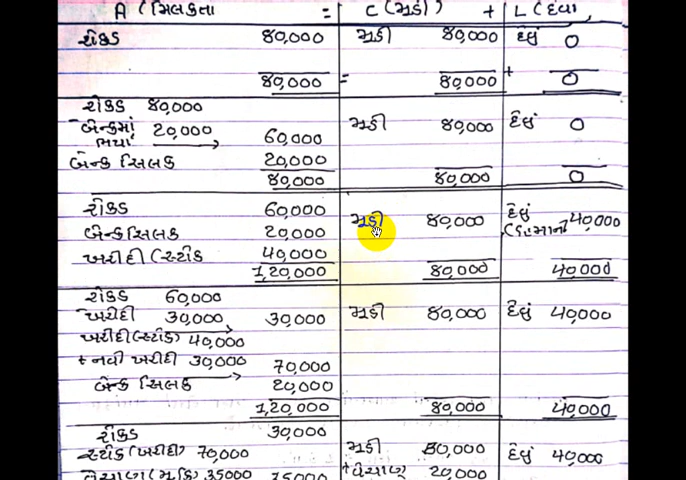 A (મિલકત = C (મૂડી) + L (દેવા)
રોકડ 80,000 મૂડી 80,000 દેવું 0
80,000 = 80,000 + 0
રોકડ 80,000
-બેન્કમાં 20,000 60,000 મૂડી 80,000 દેવું 0
ભર્યા
બેન્ક સિલક 20,000
80,000 80,000 0
રોકડ 60,000 મૂડી 80,000 દેવું 40,000
બેન્ક સિલક 20,000
ખરીદી (સ્ટોક 40,000
1,20,000 80,000 40,000
રોકડ 60,000
-ખરીદી 30,000 30,000 મૂડી 80,000 દેવું 40,000
ખરીદી (સ્ટોક) 40,000
+ નવી ખરીદી 30,000 70,000
બેન્ક સિલક 20,000
1,20,000 80,000 40,000
રોકડ 30,000
સ્ટોક (ખરીદી) 70,000 મૂડી 80,000 દેવું 40,000
વેચાણ (મૂ.કિ) 35000 +વેચાણ 20,000